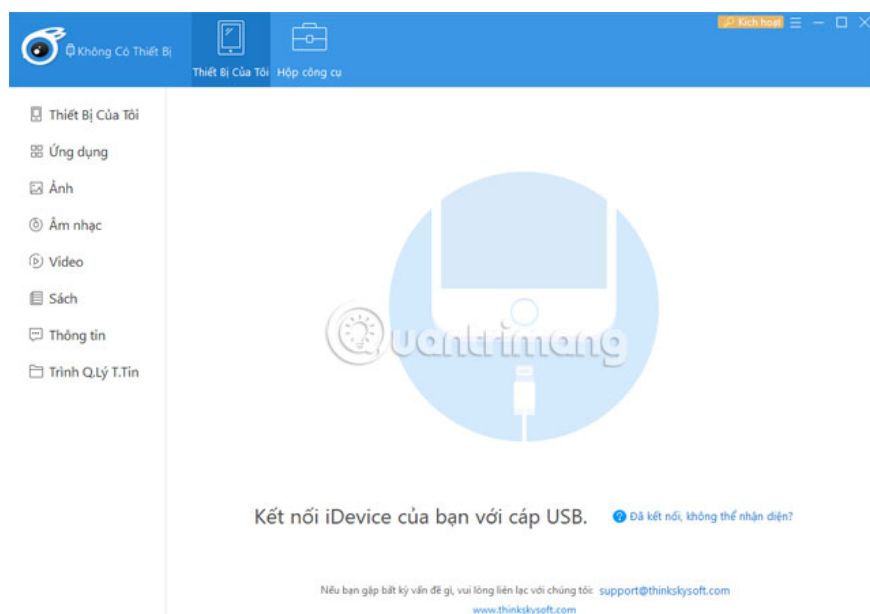 Kích hoạt
Không Có Thiết Bị
Thiết Bị Của Tôi
Hộp công cụ
Thiết Bị Của Tôi
Ứng dụng
Ảnh
Âm nhạc
Video
Sách
Thông tin
Trình Q.Lý T.Tin
Quantrimang
Kết nối iDevice của bạn với cáp USB.
Đã kết nối, không thể nhận diện?
Nếu bạn gặp bất kỳ vấn đề gì, vui lòng liên lạc với chúng tôi: support@thinkskysoft.com
www.thinkskysoft.com